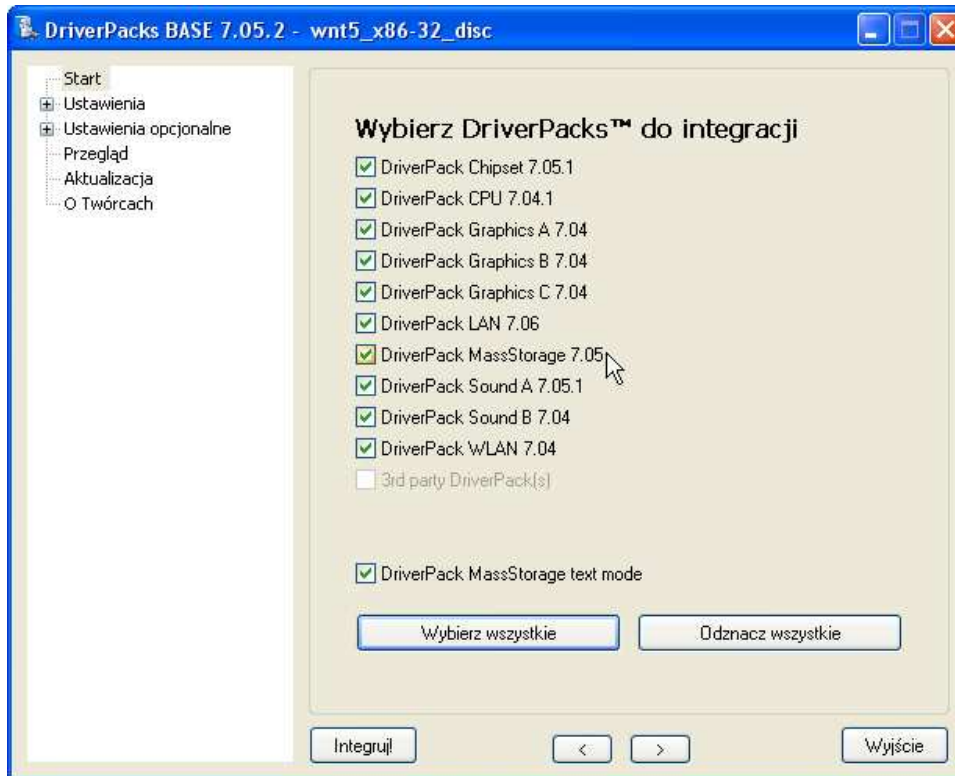 DriverPacks BASE 7.05.2 - wnt5_x86-32_disc
Start
Ustawienia
Ustawienia opcjonalne
Przegląd
Aktualizacja
O Twórcach
Wybierz DriverPacks™ do integracji
DriverPack Chipset 7.05.1
DriverPack CPU 7.04.1
DriverPack Graphics A 7.04
DriverPack Graphics B 7.04
DriverPack Graphics C 7.04
DriverPack LAN 7.06
DriverPack MassStorage 7.05
DriverPack Sound A 7.05.1
DriverPack Sound B 7.04
DriverPack WLAN 7.04
3rd party DriverPack(s)
DriverPack MassStorage text mode
Wybierz wszystkie
Odznacz wszystkie
Integruj!
<
>
Wyjście